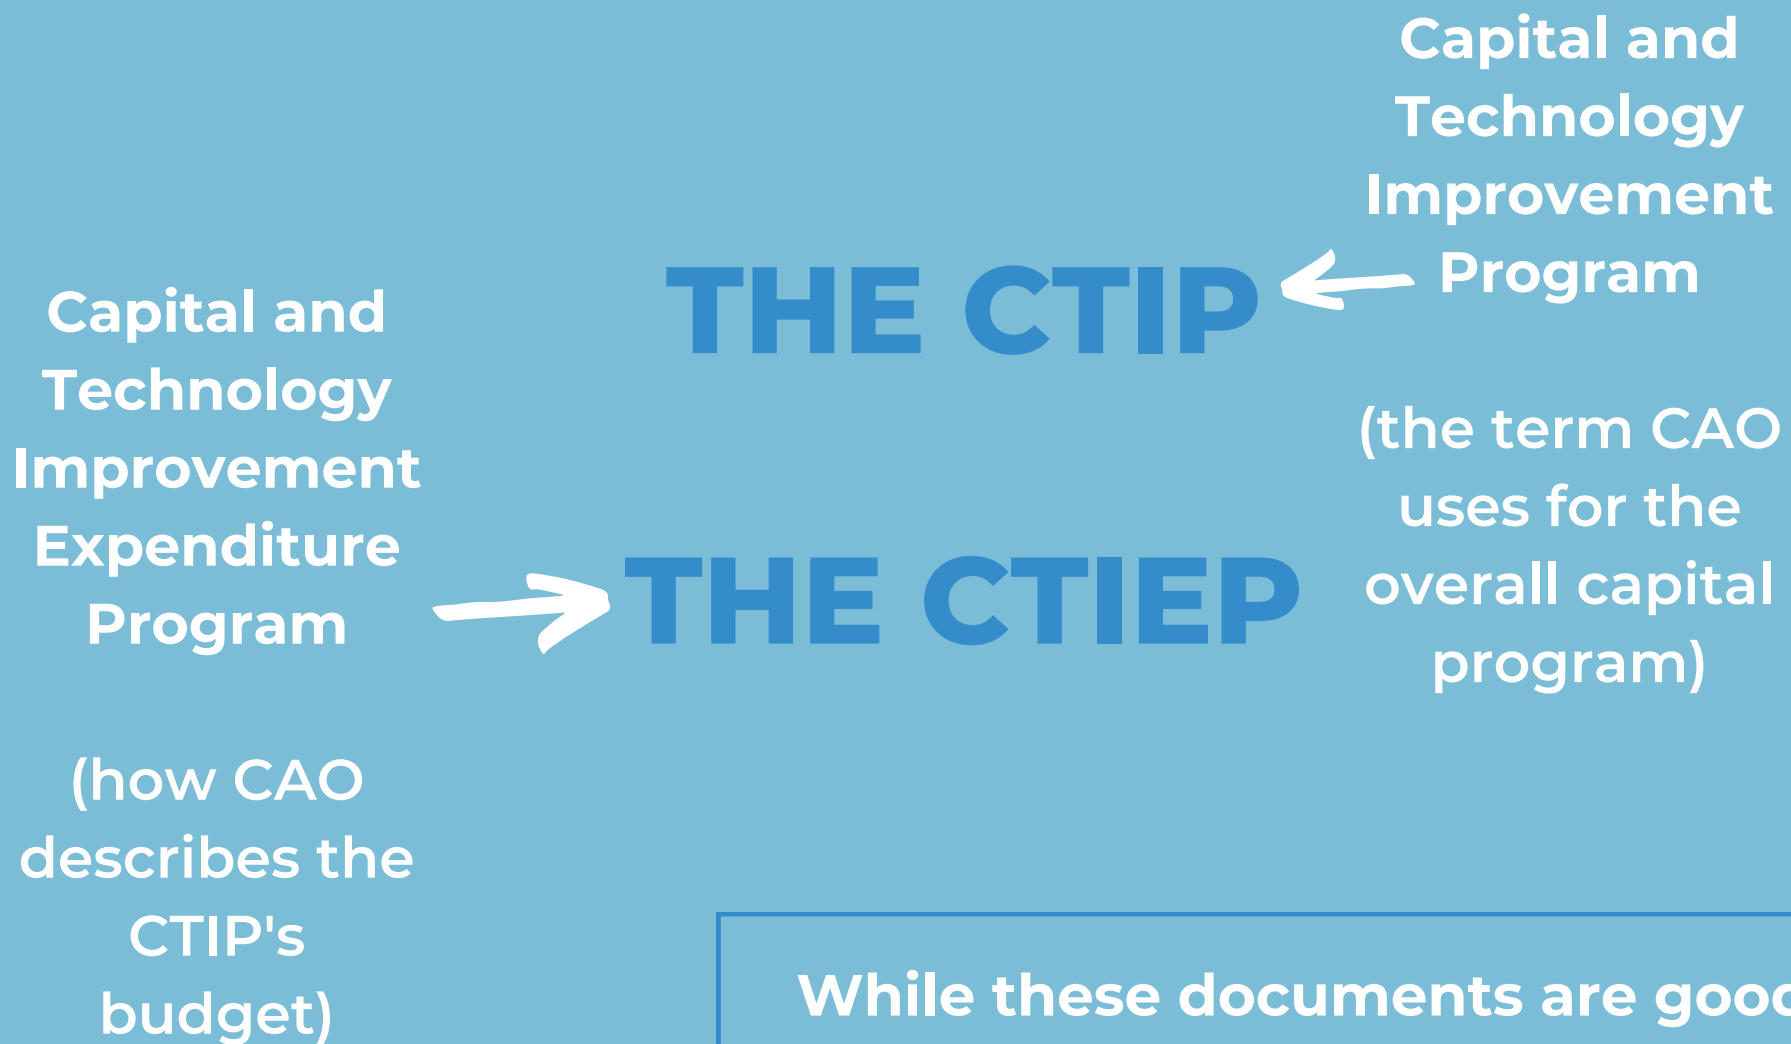 Capital and
Technology
Improvement
Program
(the term CAO
uses for the
overall capital
program)
THE CTIP
THE CTIEP
Capital and
Technology
Improvement
Expenditure
Program
(how CAO
describes the
CTIP's
budget)
While these documents are good